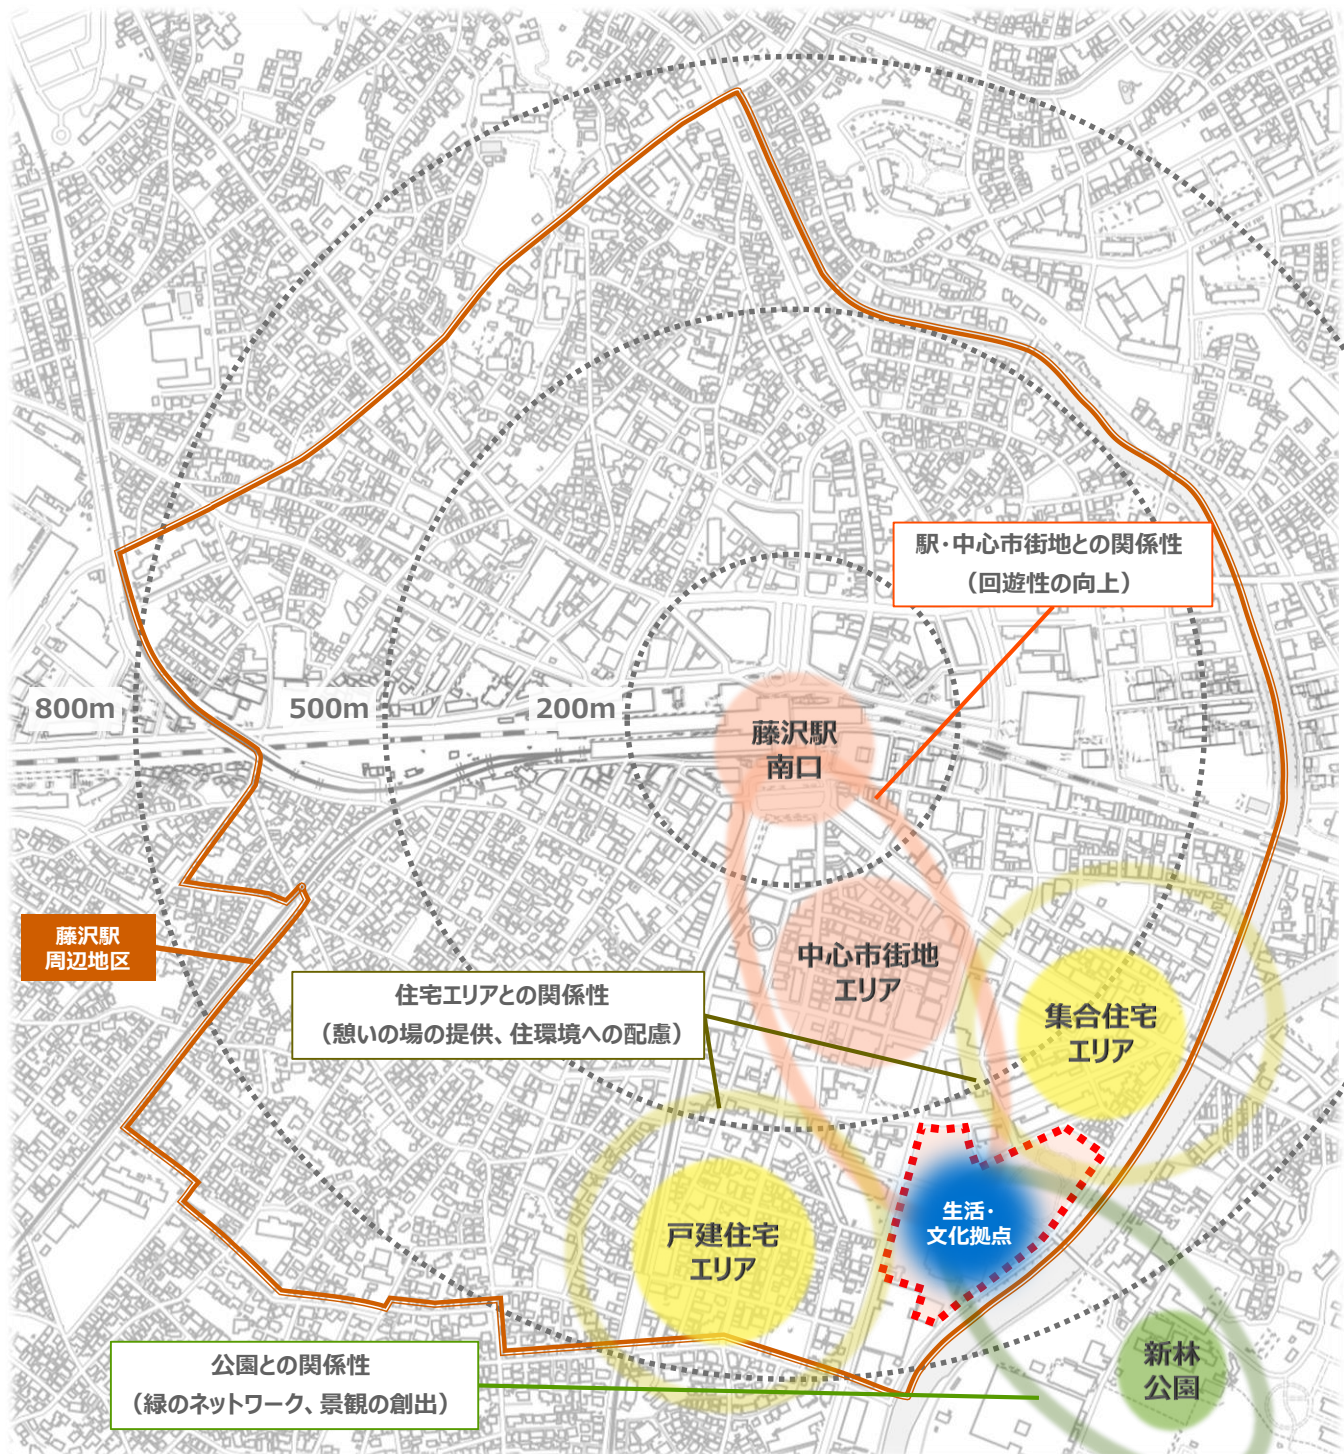 駅・中心市街地との関係性
（回遊性の向上）
800m
500m
200m
藤沢駅
南口
藤沢駅
周辺地区
中心市街地
エリア
住宅エリアとの関係性
（憩いの場の提供、住環境への配慮）
集合住宅
エリア
生活・
文化拠点
戸建住宅
エリア
公園との関係性
（緑のネットワーク、景観の創出）
新林
公園